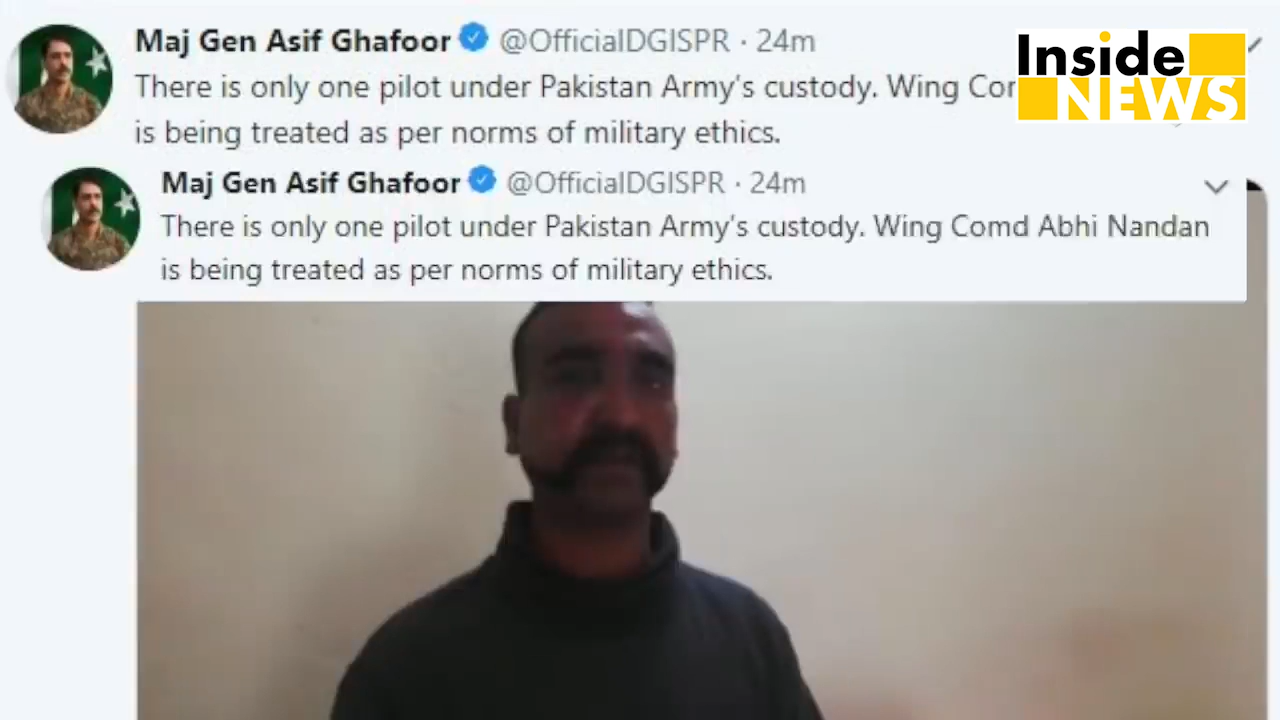 Maj Gen Asif Ghafoor @OfficialDGISPR · 24m
There is only one pilot under Pakistan Army's custody. Wing Co
is being treated as per norms of military ethics.
Inside
NEWS
Maj Gen Asif Ghafoor @OfficialDGISPR · 24m
There is only one pilot under Pakistan Army's custody. Wing Comd Abhi Nandan
is being treated as per norms of military ethics.